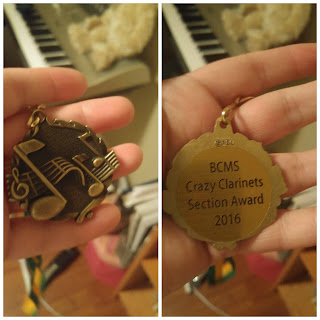 BCMS
Crazy Clarinets
Section Award
2016